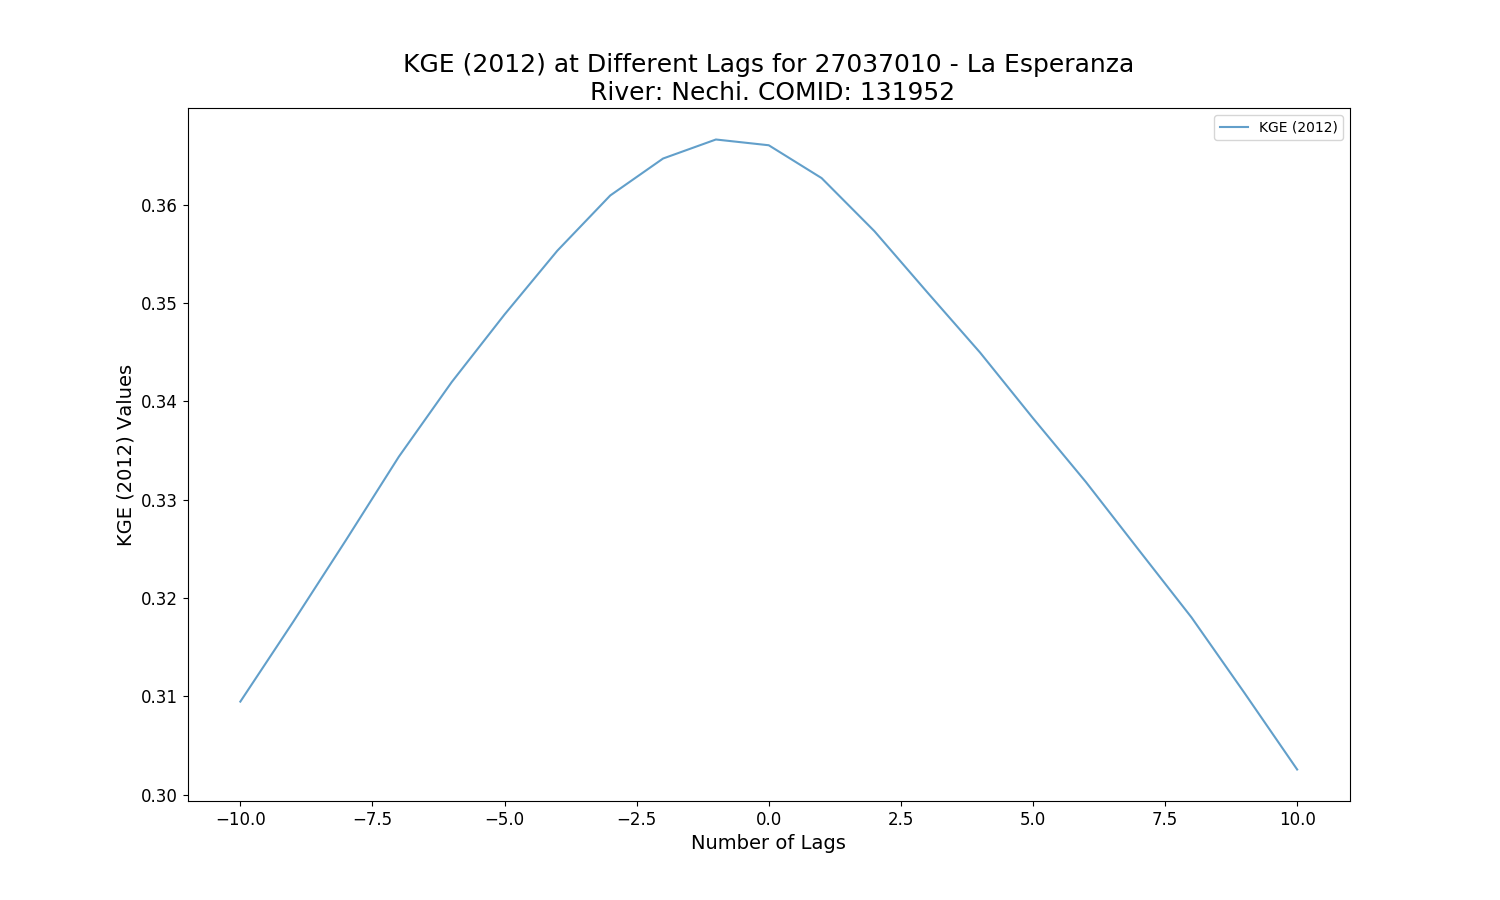 KGE (2012) at Different Lags for 27037010 - La Esperanza
River: Nechi. COMID: 131952
KGE (2012)
KGE (2012) Values
0.36
0.35
0.34
0.33
0.32
0.31
0.30
−10.0 −7.5 −5.0 −2.5 0.0 2.5 5.0 7.5 10.0
Number of Lags